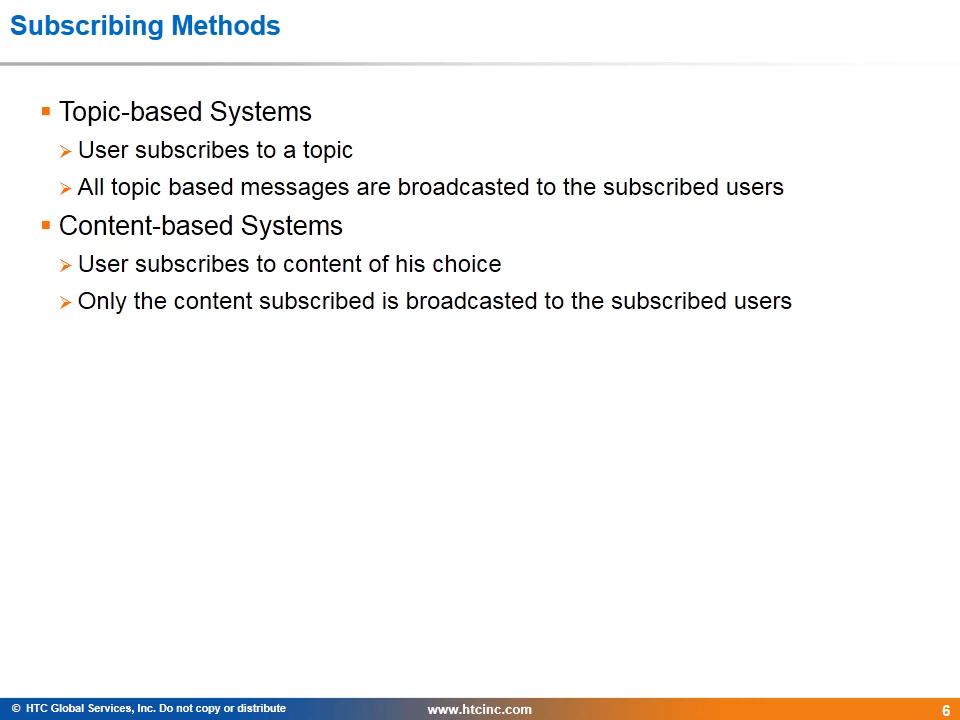 Subscribing Methods
Topic-based Systems
User subscribes to a topic
All topic based messages are broadcasted to the subscribed users
Content-based Systems
User subscribes to content of his choice
Only the content subscribed is broadcasted to the subscribed users
© HTC Global Services, Inc. Do not copy or distribute
www.htcinc.com
6